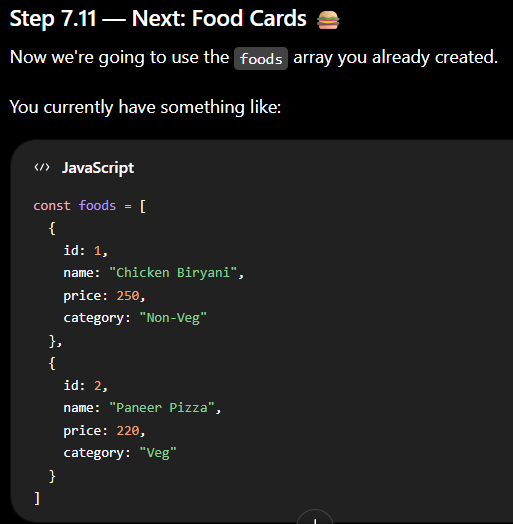 Step 7.11 — Next: Food Cards 🍔
Now we're going to use the foods array you already created.
You currently have something like:
</> JavaScript
const foods = [
  {
    id: 1,
    name: "Chicken Biryani",
    price: 250,
    category: "Non-Veg"
  },
  {
    id: 2,
    name: "Paneer Pizza",
    price: 220,
    category: "Veg"
  }
]